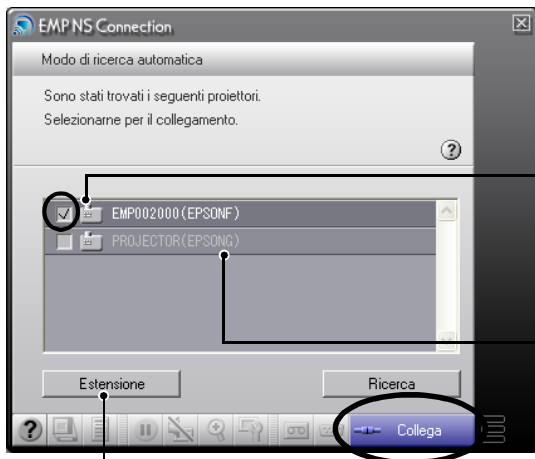 EMP NS Connection
Modo di ricerca automatica
Sono stati trovati i seguenti proiettori.
Selezionarne per il collegamento.
EMP002000(EPSONF)
PROJECTOR(EPSONG)
Estensione
Ricerca
Collega